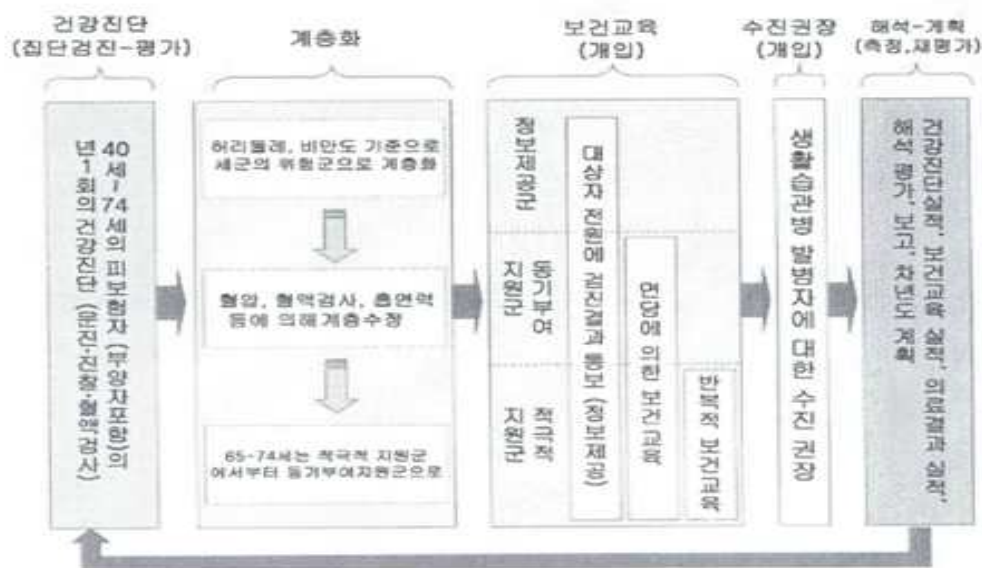 건강진단
(집단검진-평가)
계층화
보건교육
(개입)
수진권장
(개입)
해석-계획
(측정,재평가)
40세~74세의 피보험자(부양자포함)의
년1회의 건강진단 (문진·진찰·혈액검사)
허리둘레, 비만도 기준으로
세군의 위험군으로 계층화
혈압, 혈액검사, 흡연력
등에 의해계층수정
65-74세는 적극적 지원군
에서부터 동기부여지원군으로
정보제공군
동기부여
지원군
적극적
지원군
대상자 전원에 검진결과 통보 (정보제공)
면담에 의한 보건교육
반복적 보건교육
생활습관병 발병자에 대한 수진 권장
건강진단실적, 보건교육 실적, 의료결과 실적,
해석 평가, 보고, 차년도 계획